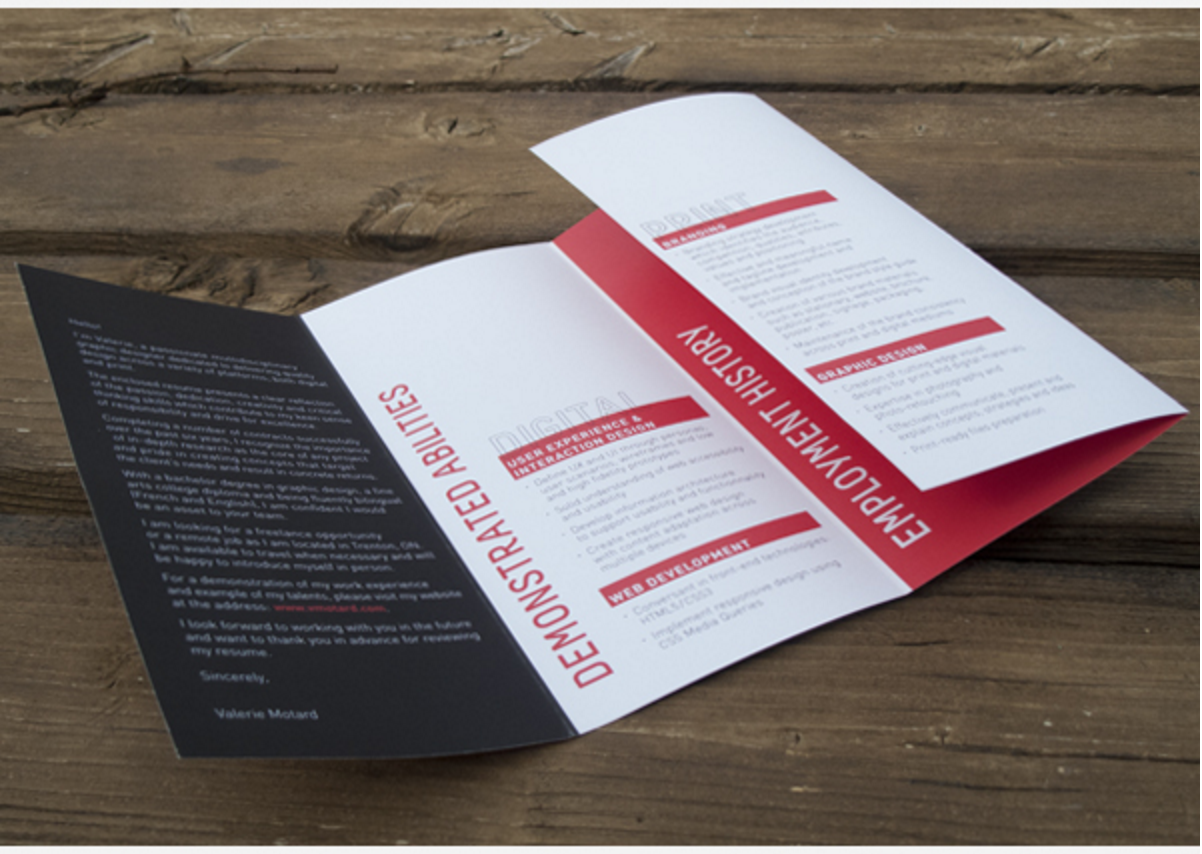 Hello!
I'm Valerie, a passionate multidisciplinary
graphic designer dedicated to delivering quality
design across a variety of platforms, both digital
and print.
The enclosed resume presents a clear reflection
of the passion, dedication, creativity and critical
thinking skills which contribute to my keen sense
of responsibility and desire for excellence.
Completing a number of contracts successfully
over the past six years, I recognize the importance
of in-depth research as the core of any project
and pride in creating concepts that target
the client's needs and result in concrete returns.
With a bachelor degree in graphic design, a fine
arts college diploma and being fluently bilingual
(French and English), I am confident I would
be an asset to your team.
I am looking for a freelance opportunity
or a remote job as I am located in Trenton, ON.
I am available to travel where necessary and will
be happy to introduce myself in person.
For a demonstration of my work experience
and example of my talents, please visit my website
at the address: www.vmotard.com.
I look forward to working with you in the future
and want to thank you in advance for reviewing
my resume.
Sincerely,
Valerie Motard
DEMONSTRATED ABILITIES
DIGITAL
USER EXPERIENCE &
INTERACTION DESIGN
• Define UX and UI through personas,
user scenarios, wireframes and low
and high fidelity prototypes
• Solid understanding of web accessibility
and usability
• Develop information architecture
to support usability and functionality
• Create responsive web design
with content adaptation across
multiple devices
WEB DEVELOPMENT
• Conversant in front-end technologies:
HTML5/CSS3
• Implement responsive design using
CSS Media Queries
EMPLOYMENT HISTORY
PRINT
BRANDING
• Branding strategy development
which describes the audience,
competition, business attributes,
values and positioning
• Effective and meaningful name
and tagline development and
implementation
• Brand visual identity development
and conception of the brand style guide
• Creation of various brand materials
such as stationary, website, brochure,
publication, signage, packaging,
poster, etc.
• Maintenance of the brand consistency
across print and digital mediums
GRAPHIC DESIGN
• Creation of cutting-edge visual
designs for print and digital materials
• Expertise in photography and
photo-retouching
• Effectively communicate, present and
explain concepts, strategies and ideas
• Print-ready files preparation